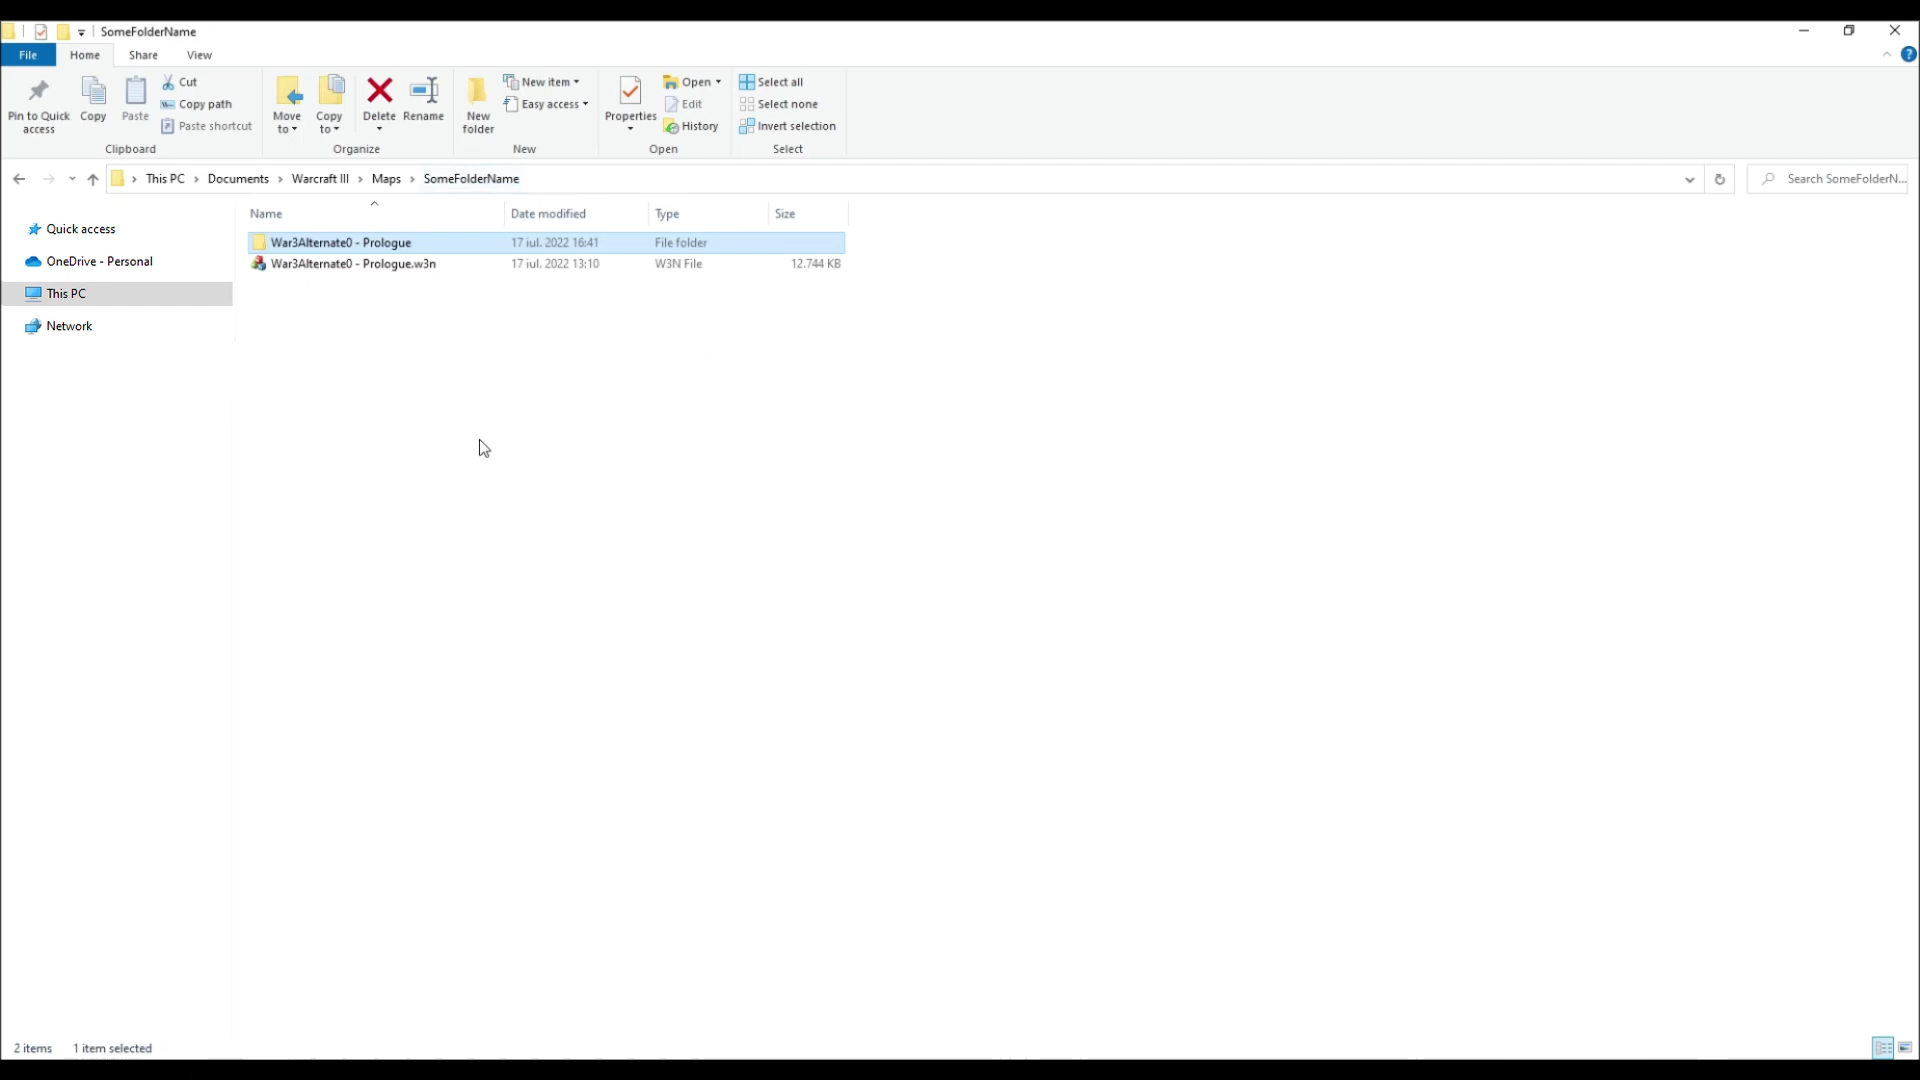 SomeFolderName
File Home Share View
Pin to Quick access
Copy
Paste
Cut
Copy path
Paste shortcut
Clipboard
Move to
Copy to
Delete
Rename
Organize
New folder
New item
Easy access
New
Properties
Open
Edit
History
Open
Select all
Select none
Invert selection
Select
This PC > Documents > Warcraft III > Maps > SomeFolderName
Search SomeFolderN...
Quick access
OneDrive - Personal
This PC
Network
Name Date modified Type Size
War3Alternate0 - Prologue 17 iul. 2022 16:41 File folder
War3Alternate0 - Prologue.w3n 17 iul. 2022 13:10 W3N File 12.744 KB
2 items 1 item selected